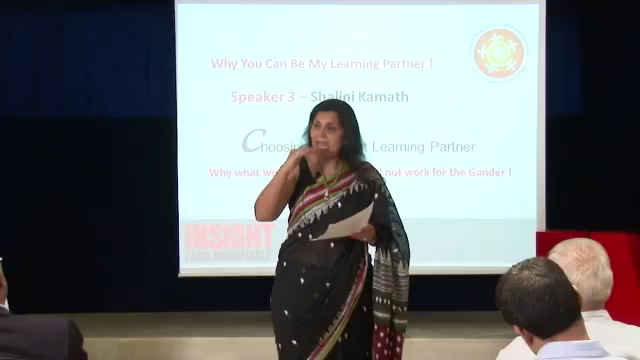 Why You Can Be My Learning Partner !
Speaker 3 – Shalini Kamath
Learning Partner
Why what not work for the Gander !
INSIGHT